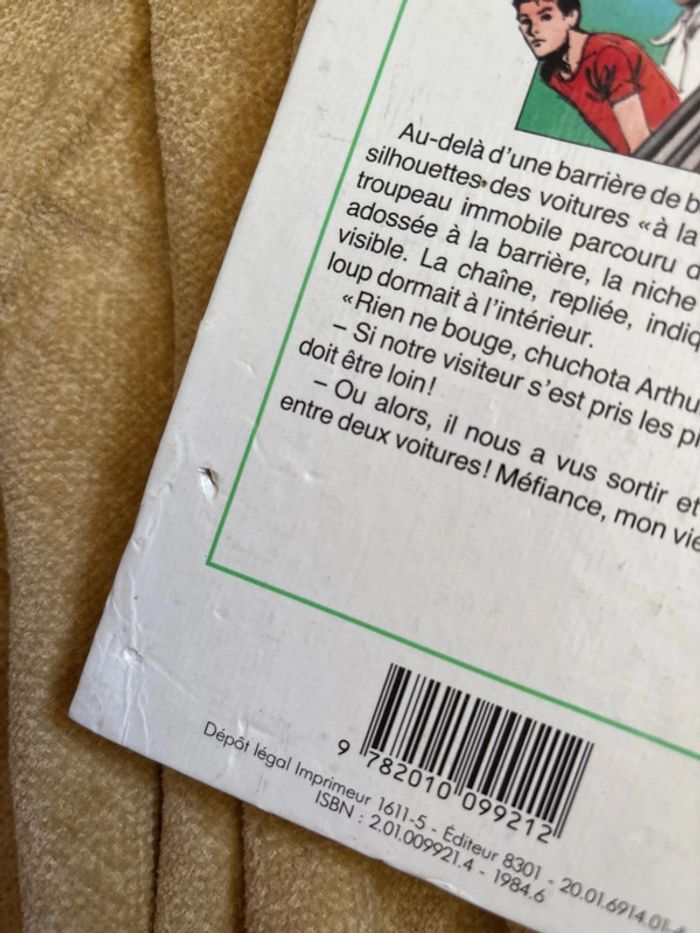 Au-delà d'une barrière de
silhouettes des voitures «à la
troupeau immobile parcouru
adossée à la barrière, la niche
visible. La chaîne, repliée,
loup dormait à l'intérieur.
«Rien ne bouge, chuchota
– Si notre visiteur s'est pris les
doit être loin!
– Ou alors, il nous a vus sortir et
entre deux voitures! Méfiance, mon
9 782010 099212
Dépôt légal Imprimeur 1611-5 - Éditeur 8301 - 20.01.6914.01
ISBN : 2.01.009921.4 - 1984.6